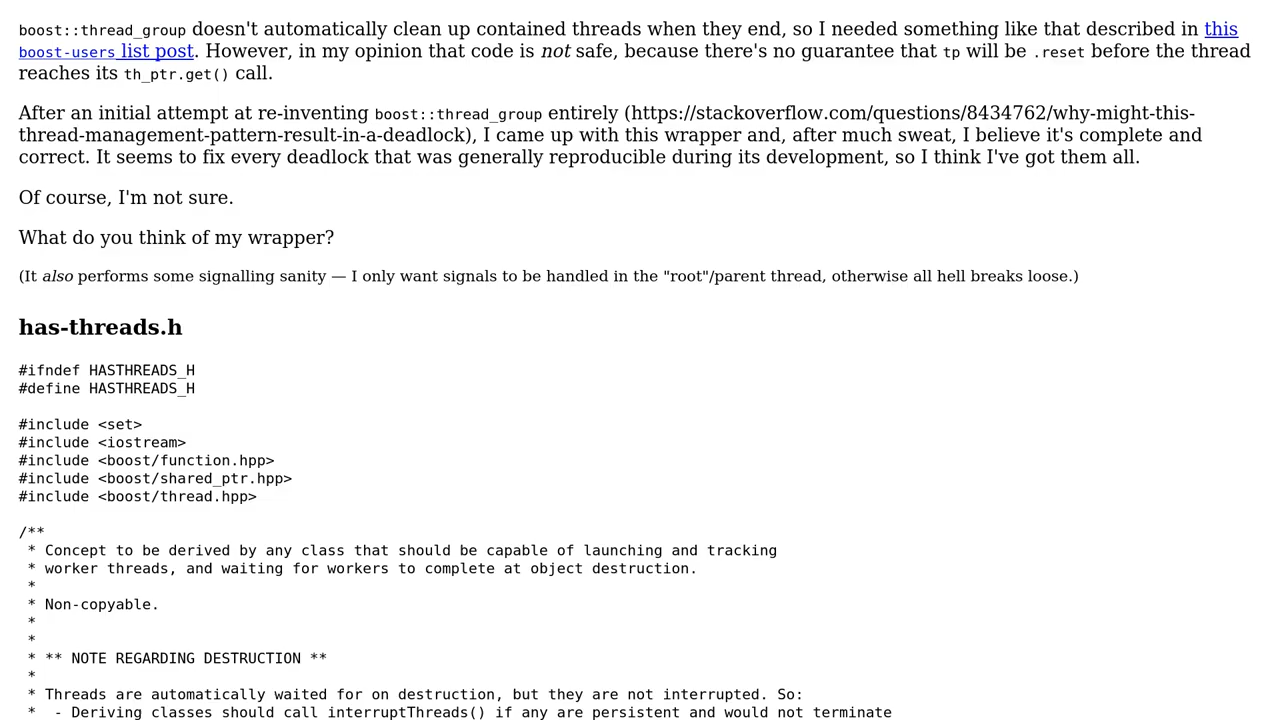 boost::thread_group doesn't automatically clean up contained threads when they end, so I needed something like that described in this
boost-users list post. However, in my opinion that code is not safe, because there's no guarantee that tp will be .reset before the thread
reaches its th_ptr.get() call.
After an initial attempt at re-inventing boost::thread_group entirely (https://stackoverflow.com/questions/8434762/why-might-this-
thread-management-pattern-result-in-a-deadlock), I came up with this wrapper and, after much sweat, I believe it's complete and
correct. It seems to fix every deadlock that was generally reproducible during its development, so I think I've got them all.
Of course, I'm not sure.
What do you think of my wrapper?
(It also performs some signalling sanity — I only want signals to be handled in the "root"/parent thread, otherwise all hell breaks loose.)
has-threads.h
#ifndef HASTHREADS_H
#define HASTHREADS_H
#include <set>
#include <iostream>
#include <boost/function.hpp>
#include <boost/shared_ptr.hpp>
#include <boost/thread.hpp>
/**
 * Concept to be derived by any class that should be capable of launching and tracking
 * worker threads, and waiting for workers to complete at object destruction.
 *
 * Non-copyable.
 *
 *
 * ** NOTE REGARDING DESTRUCTION **
 *
 * Threads are automatically waited for on destruction, but they are not interrupted. So:
 *  - Deriving classes should call interruptThreads() if any are persistent and would not terminate